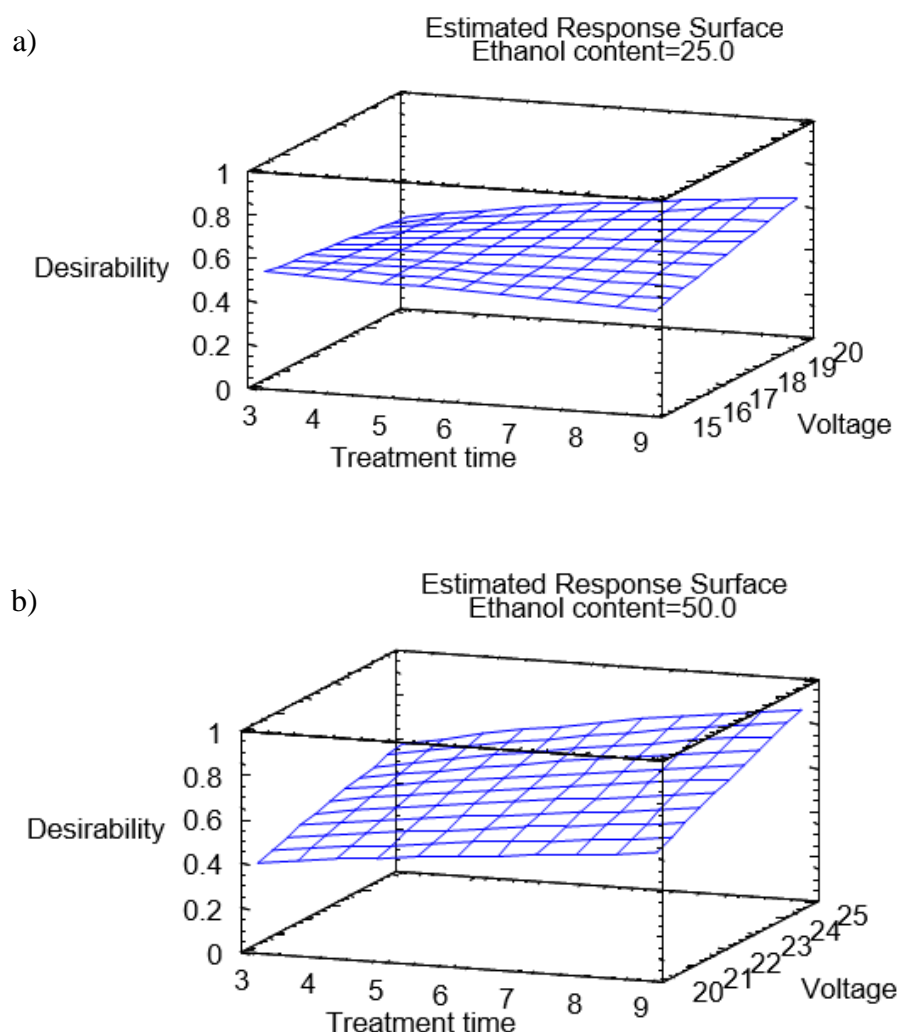 a)
Estimated Response Surface
Ethanol content=25.0
1
0.8
0.6
0.4
0.2
0
Desirability
3 4 5 6 7 8 9
Treatment time
15 16 17 18 19 20
Voltage
b)
Estimated Response Surface
Ethanol content=50.0
1
0.8
0.6
0.4
0.2
0
Desirability
3 4 5 6 7 8 9
Treatment time
20 21 22 23 24 25
Voltage